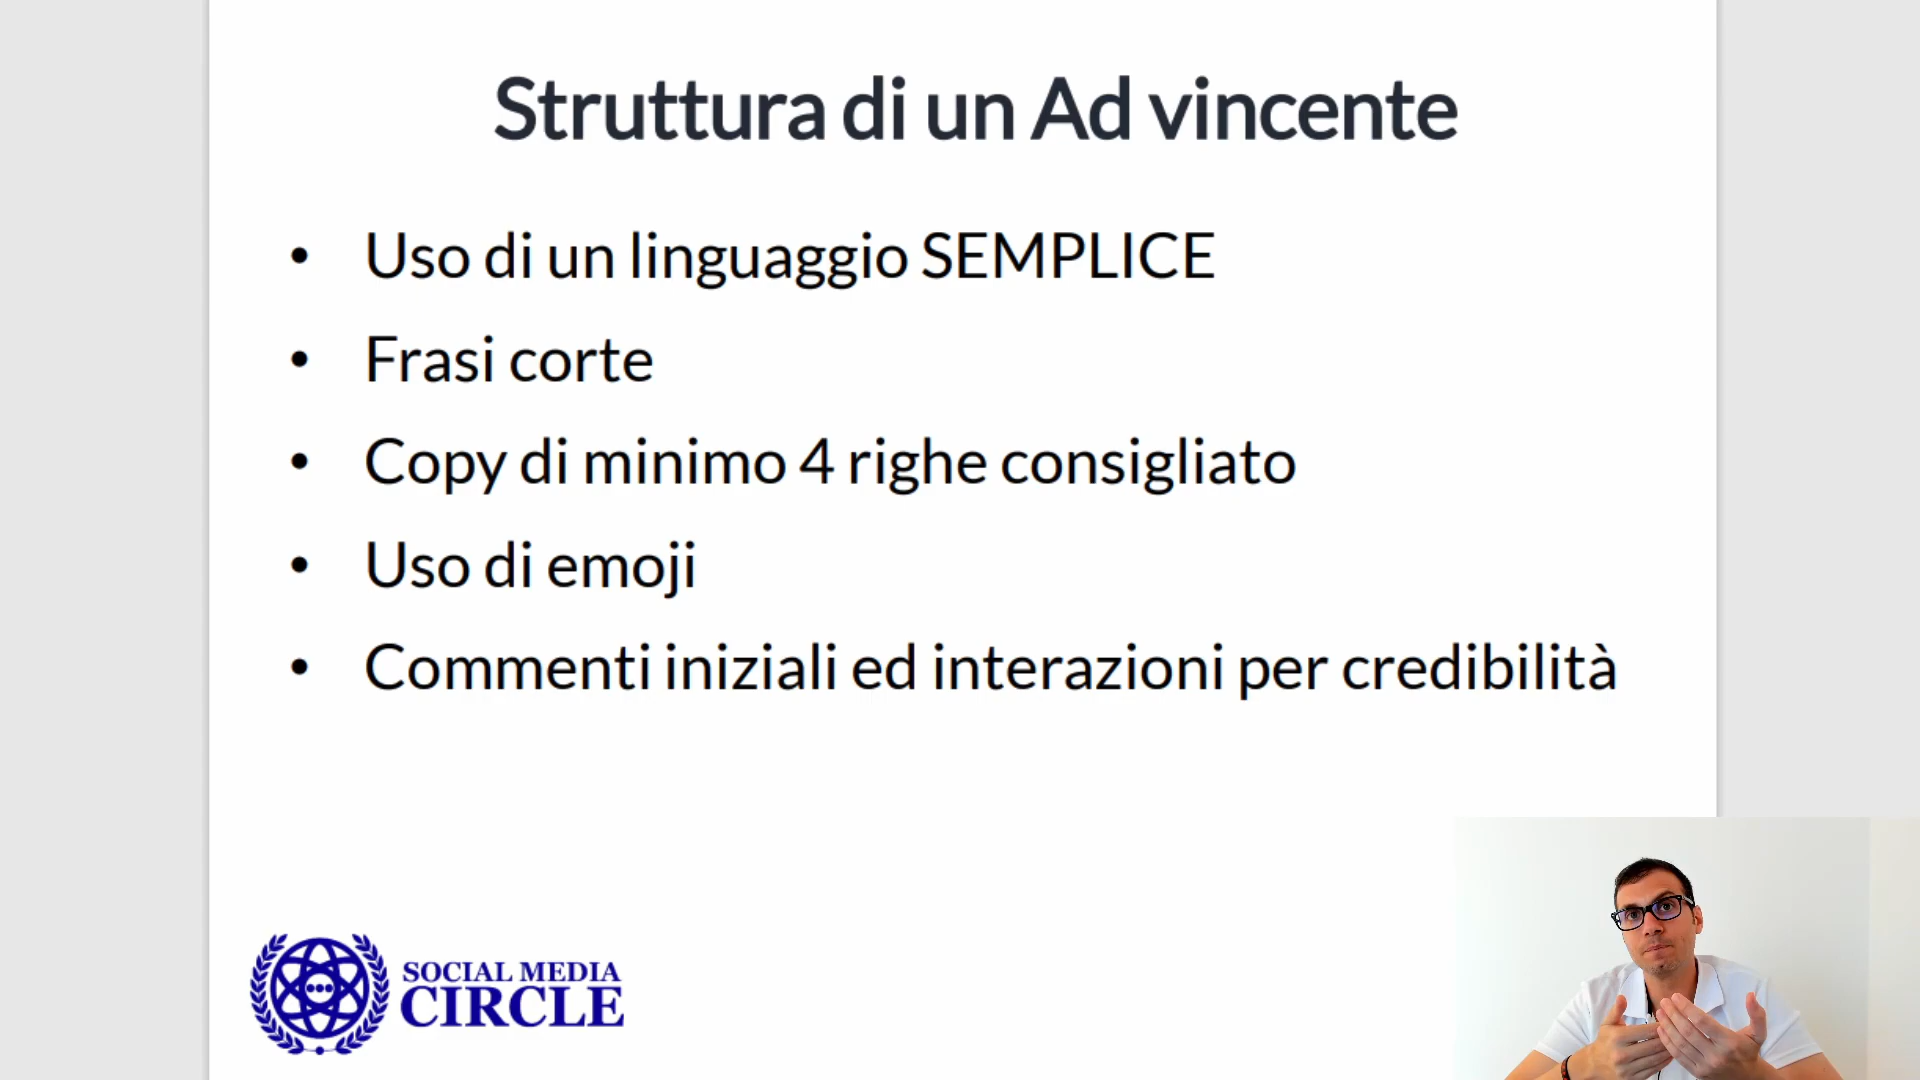 Struttura di un Ad vincente
• Uso di un linguaggio SEMPLICE
• Frasi corte
• Copy di minimo 4 righe consigliato
• Uso di emoji
• Commenti iniziali ed interazioni per credibilità
SOCIAL MEDIA
CIRCLE